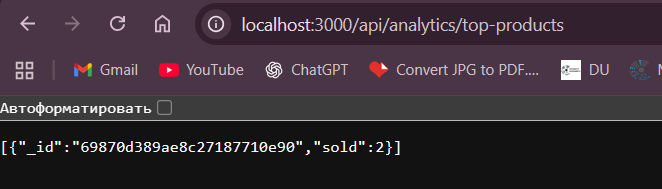 localhost:3000/api/analytics/top-products
Gmail YouTube ChatGPT Convert JPG to PDF.... DU
Автоформатировать
[{"_id":"69870d389ae8c27187710e90","sold":2}]